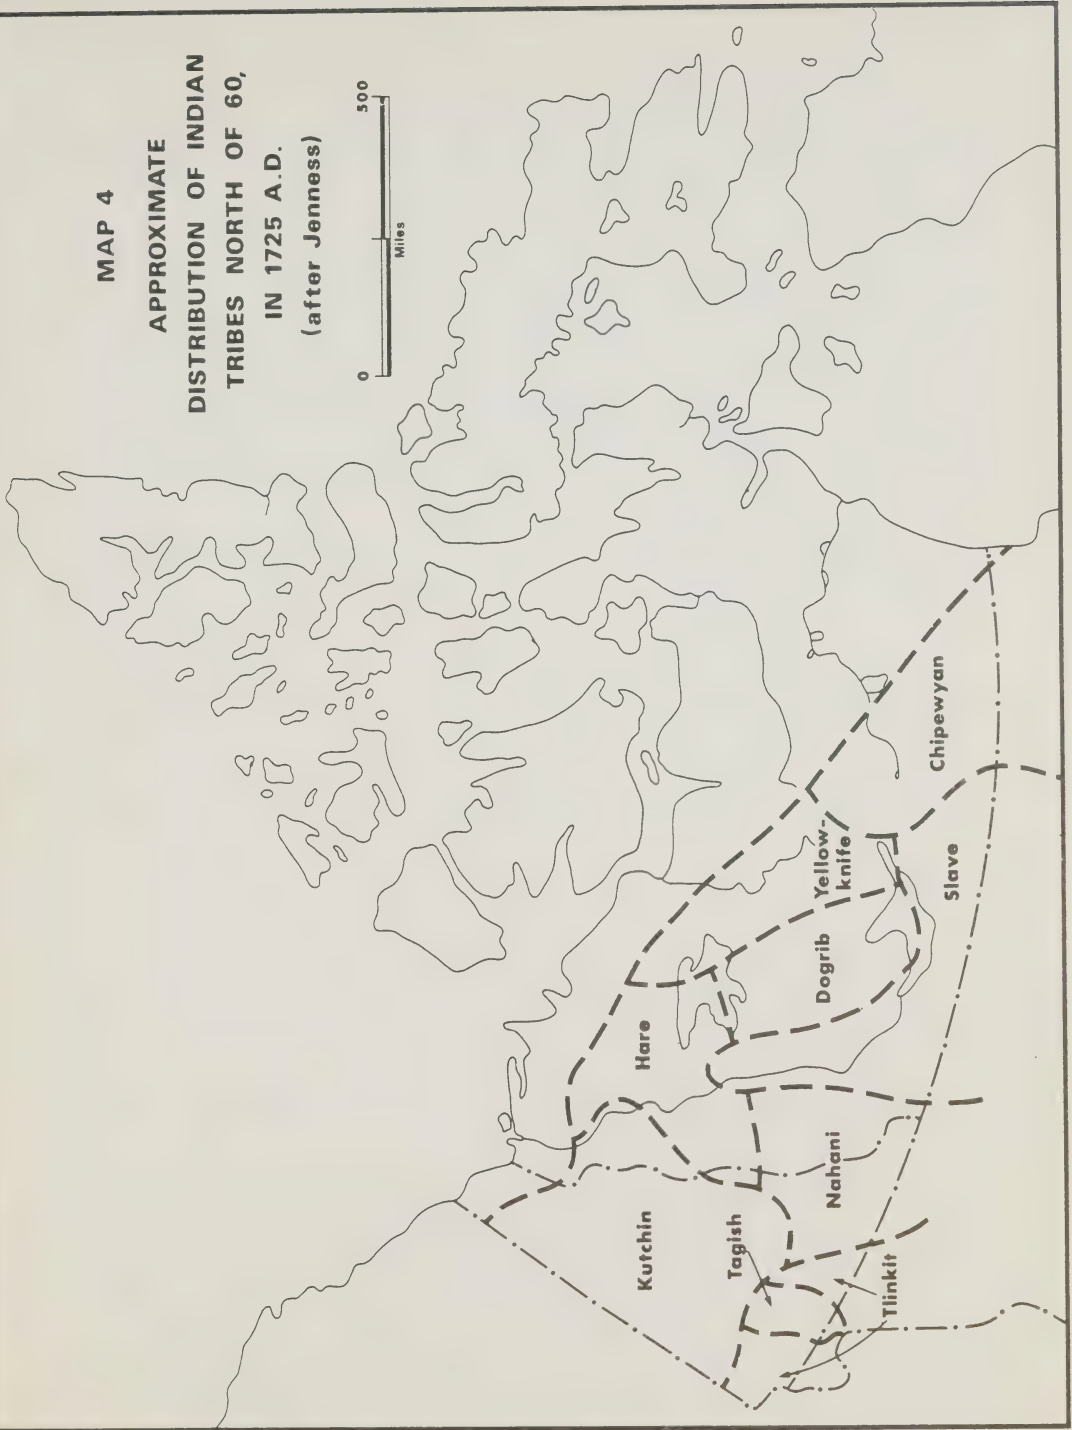 MAP 4
APPROXIMATE
DISTRIBUTION OF INDIAN
TRIBES NORTH OF 60,
IN 1725 A.D.
(after Jenness)
0 500
Miles
Kutchin
Hare
Tagish
Nahani
Tlinkit
Dogrib
Yellow-
knife
Slave
Chipewyan